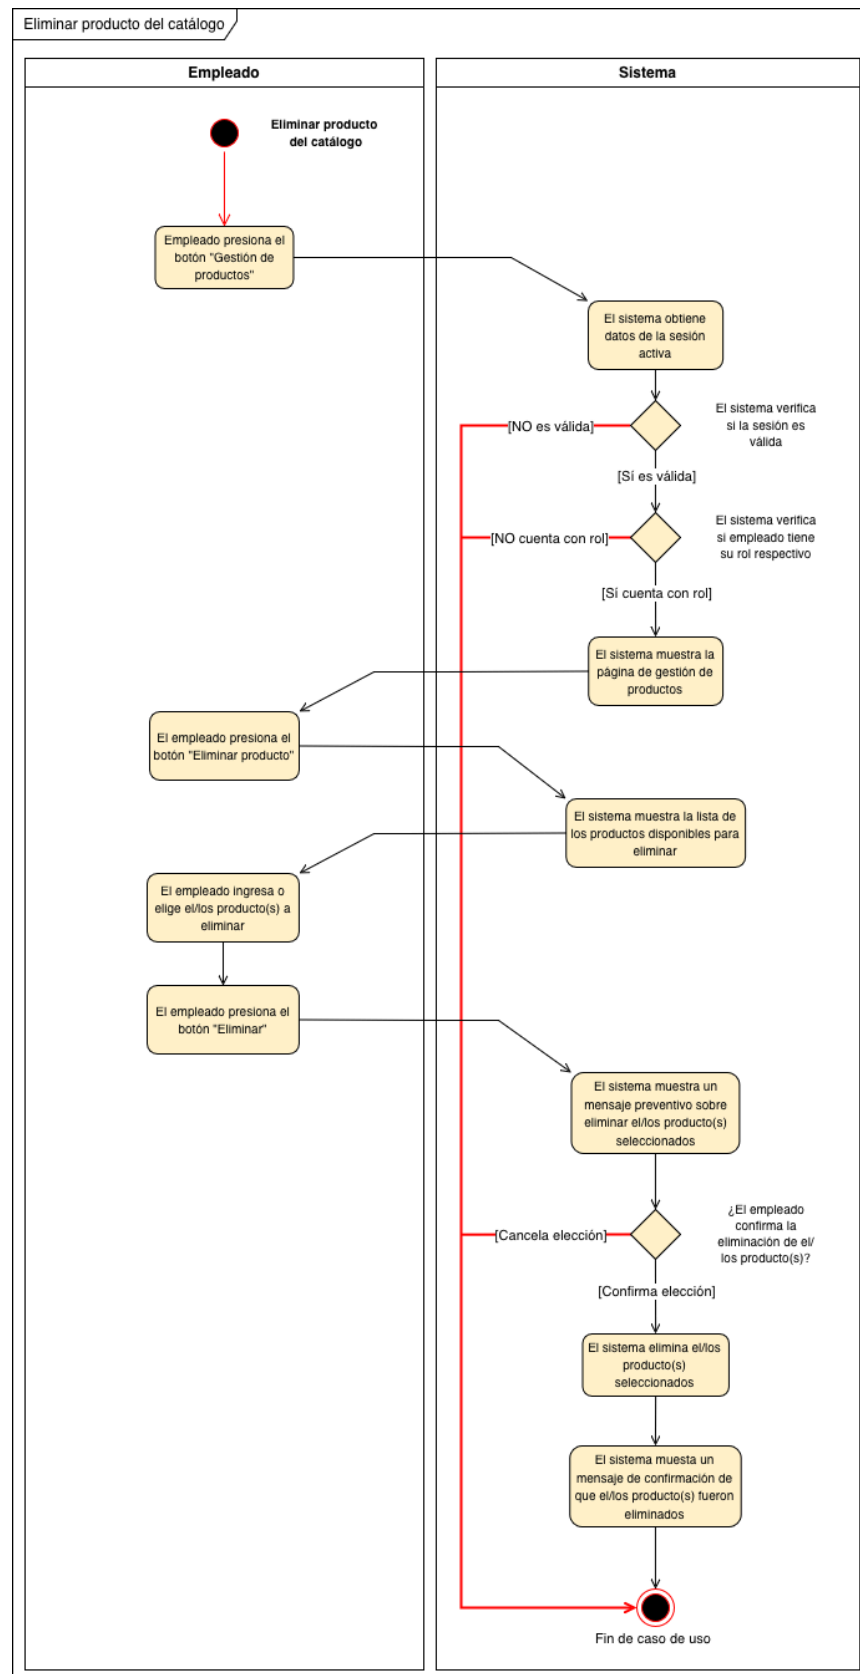 Eliminar producto del catálogo
Empleado
Sistema
Eliminar producto
del catálogo
Empleado presiona el
botón "Gestión de
productos"
El sistema obtiene
datos de la sesión
activa
El sistema verifica
si la sesión es
válida
[NO es válida]
[Sí es válida]
El sistema verifica
si empleado tiene
su rol respectivo
[NO cuenta con rol]
[Sí cuenta con rol]
El sistema muestra la
página de gestión de
productos
El empleado presiona el
botón "Eliminar producto"
El sistema muestra la lista de
los productos disponibles para
eliminar
El empleado ingresa o
elige el/los producto(s) a
eliminar
El empleado presiona el
botón "Eliminar"
El sistema muestra un
mensaje preventivo sobre
eliminar el/los producto(s)
seleccionados
¿El empleado
confirma la
eliminación de el/
los producto(s)?
[Cancela elección]
[Confirma elección]
El sistema elimina el/los
producto(s)
seleccionados
El sistema muesta un
mensaje de confirmación de
que el/los producto(s) fueron
eliminados
Fin de caso de uso